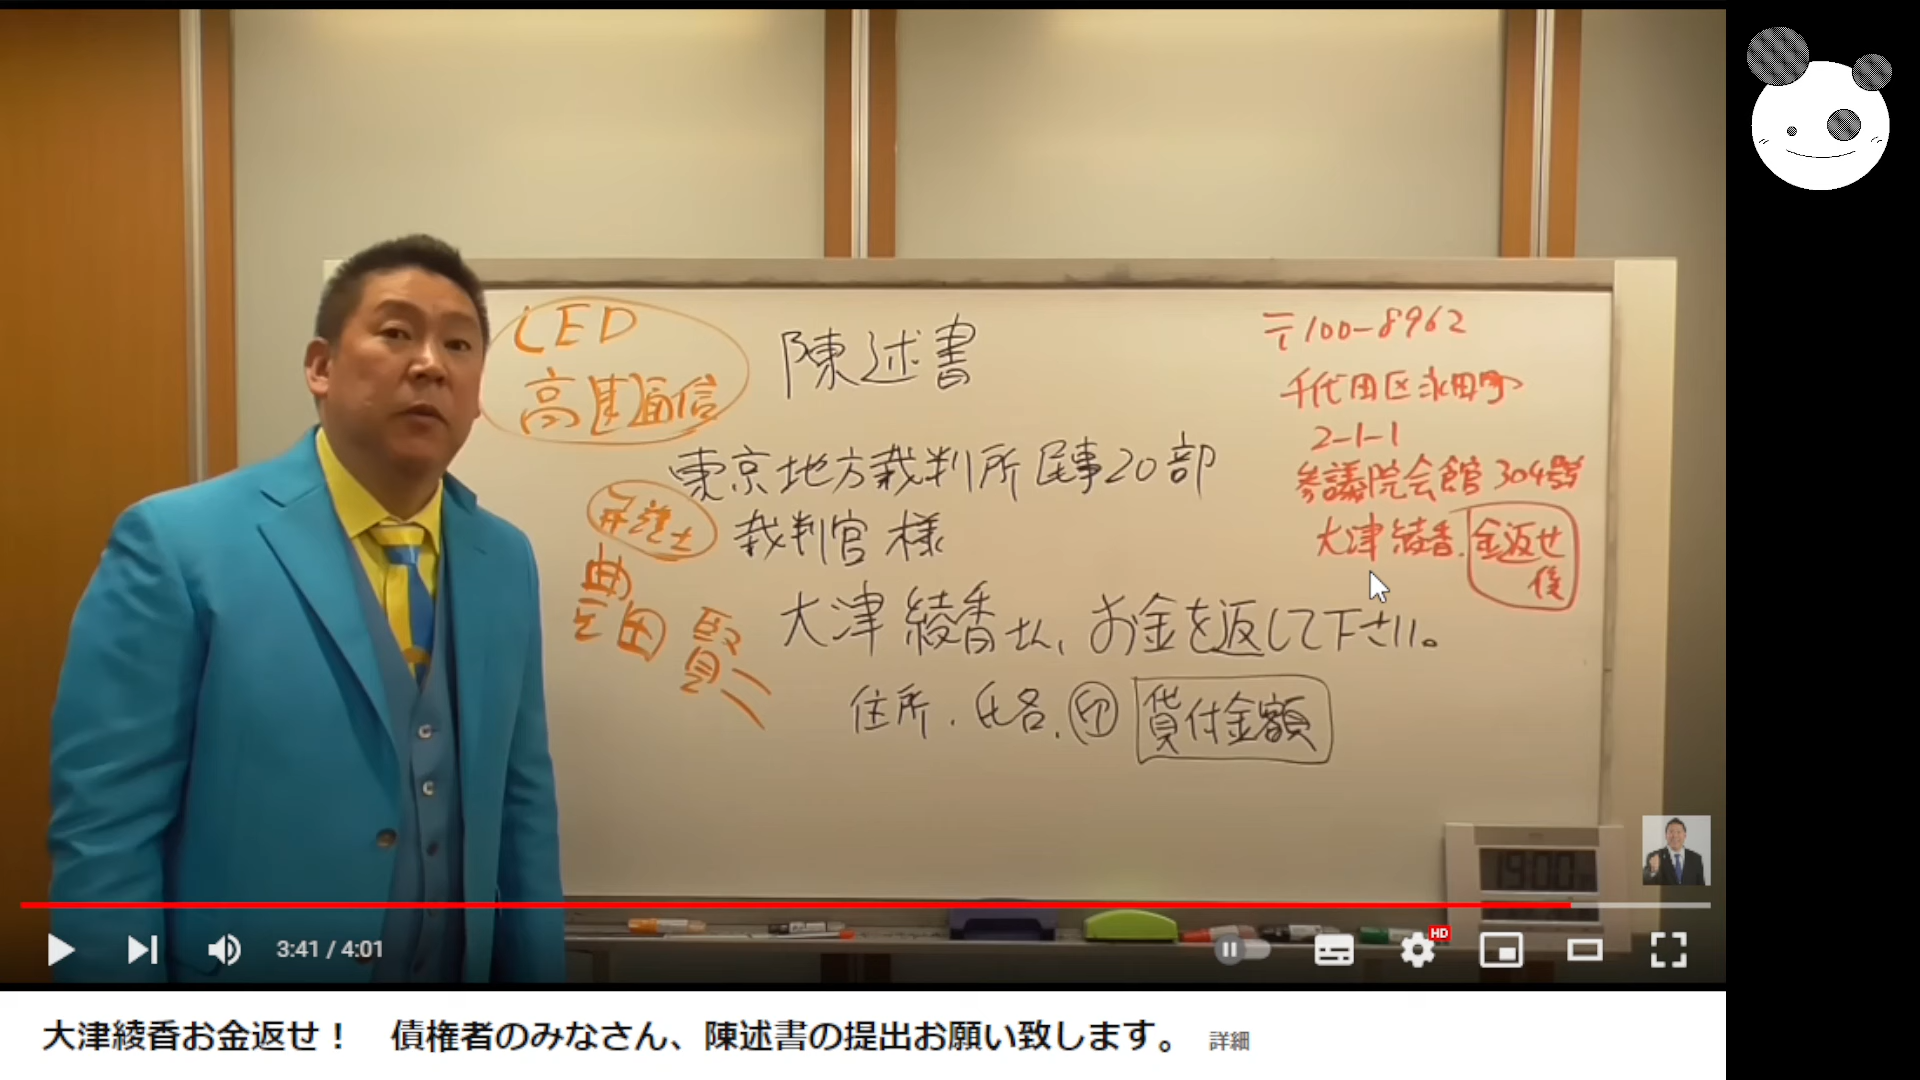 LED
高速通信
陳述書
〒100-8962
千代田区永田町
2-1-1
参議院会館304号
大津綾香.金返せ
係
東京地方裁判所民事20部
裁判官 様
弁護士
豊田 賢一
大津 綾香さん、お金を返して下さい。
住所.氏名.印 貸付金額
19:00
3:41 / 4:01
HD
大津綾香お金返せ！ 債権者のみなさん、陳述書の提出お願い致します。 詳細